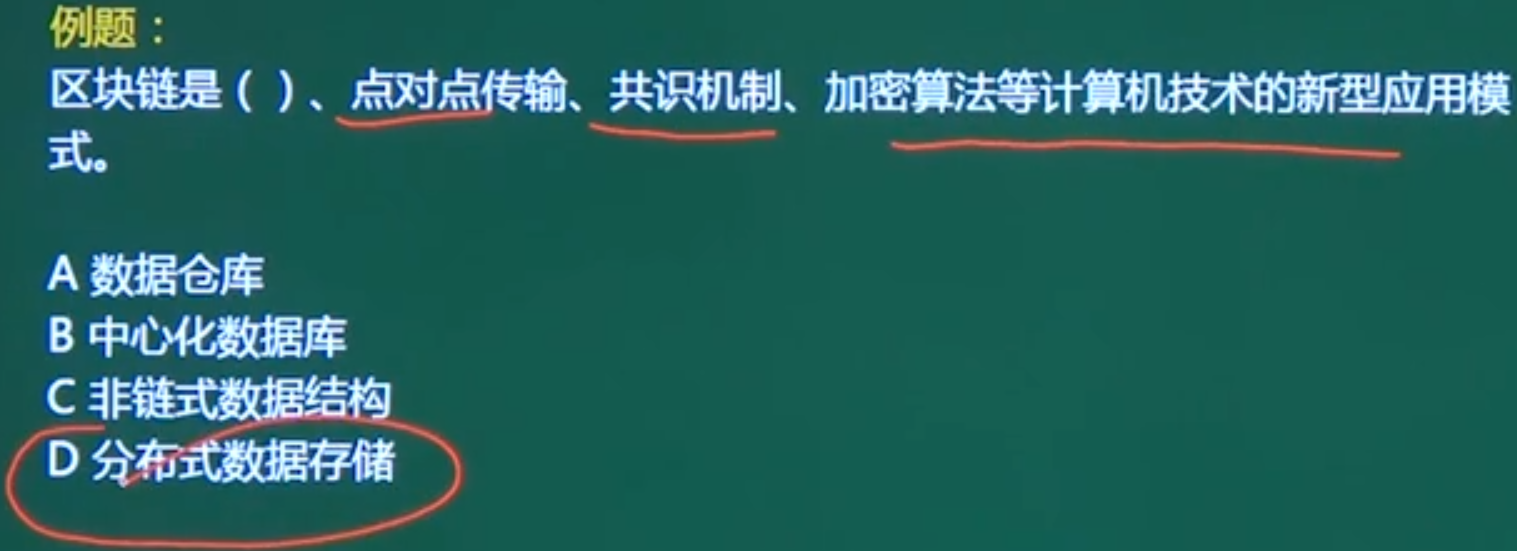 例题：
区块链是（ ）、点对点传输、共识机制、加密算法等计算机技术的新型应用模
式。
A 数据仓库
B 中心化数据库
C 非链式数据结构
D 分布式数据存储